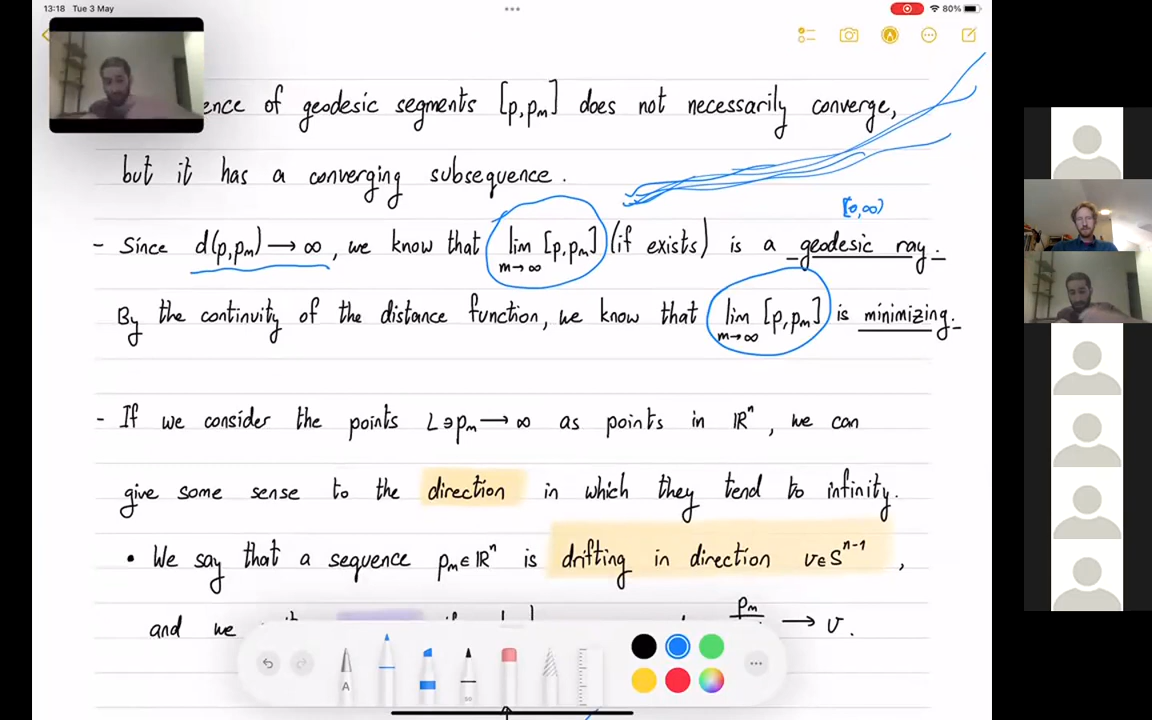 13:18 Tue 3 May
80%
ence of geodesic segments [p,pm] does not necessarily converge,
but it has a converging subsequence.
[0,∞)
- Since d(p,pm) → ∞, we know that lim m→∞ [p,pm] (if exists) is a geodesic ray.
By the continuity of the distance function, we know that lim m→∞ [p,pm] is minimizing.
- If we consider the points L∋pm → ∞ as points in ℝⁿ, we can
give some sense to the direction in which they tend to infinity.
• We say that a sequence pm∈ℝⁿ is drifting in direction v∈Sⁿ⁻¹,
and we pm → v.
A
50